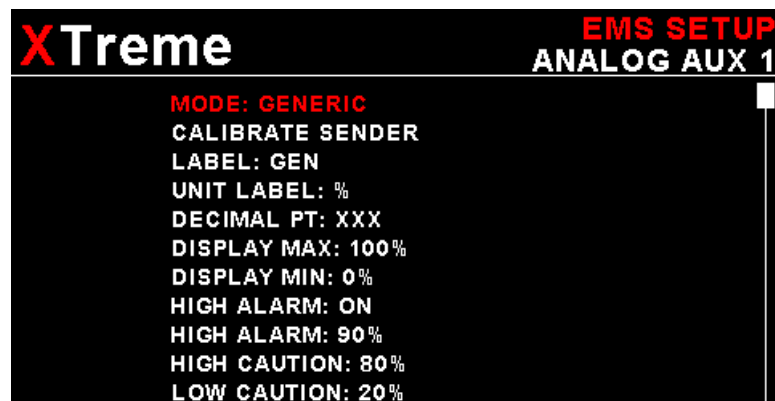 XTreme
EMS SETUP
ANALOG AUX 1
MODE: GENERIC
CALIBRATE SENDER
LABEL: GEN
UNIT LABEL: %
DECIMAL PT: XXX
DISPLAY MAX: 100%
DISPLAY MIN: 0%
HIGH ALARM: ON
HIGH ALARM: 90%
HIGH CAUTION: 80%
LOW CAUTION: 20%